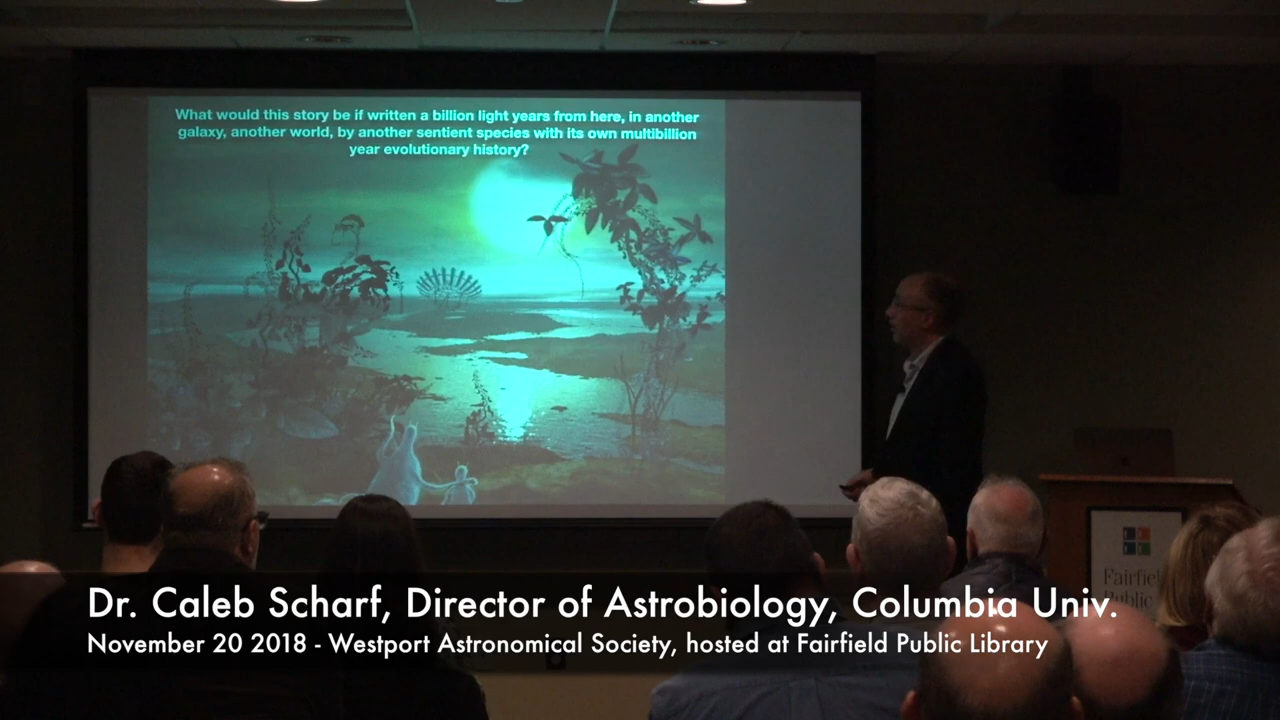 What would this story be if written a billion light years from here, in another
galaxy, another world, by another sentient species with its own multibillion
year evolutionary history?
Fairfield
Public
Dr. Caleb Scharf, Director of Astrobiology, Columbia Univ.
November 20 2018 - Westport Astronomical Society, hosted at Fairfield Public Library